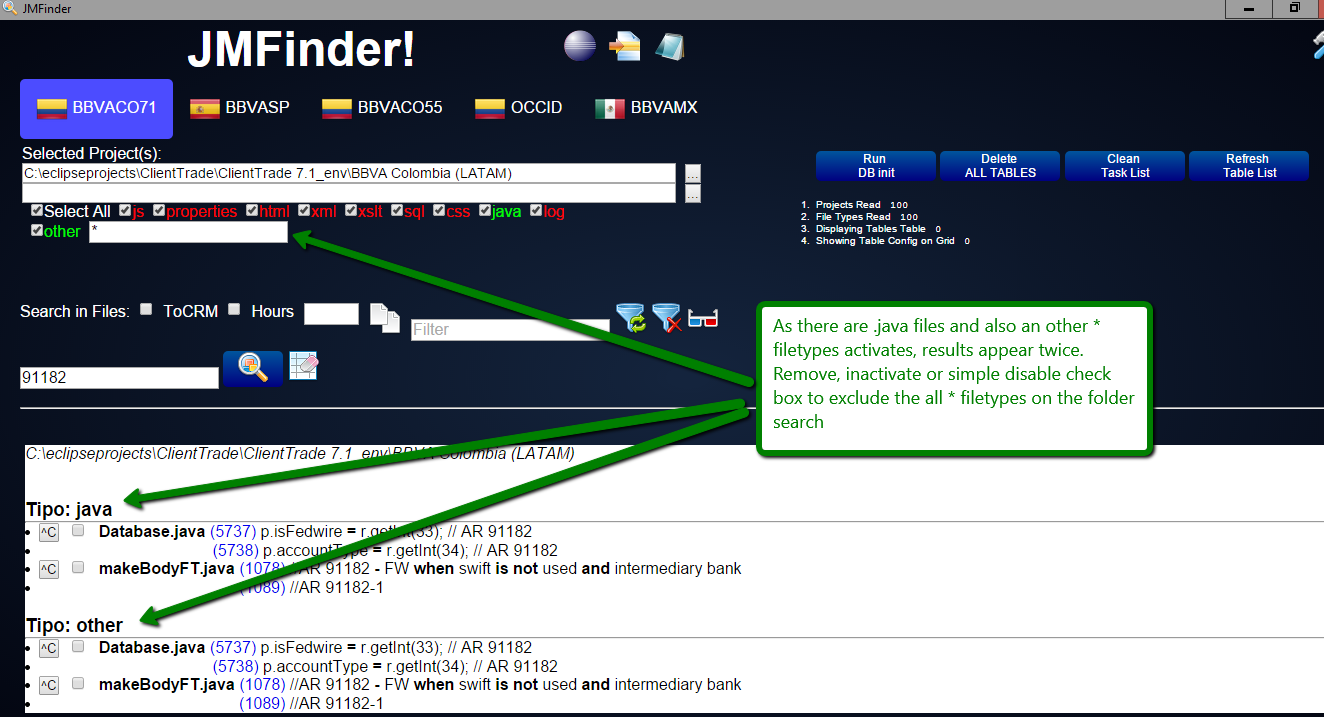 JMFinder
JMFinder!
BBVACO71 BBVASP BBVACO55 OCCID BBVAMX
Selected Project(s):
C:\eclipseprojects\ClientTrade\ClientTrade 7.1_env\BBVA Colombia (LATAM) ...
...
Select All js properties html xml xslt sql css java log
other *
Run
DB init
Delete
ALL TABLES
Clean
Task List
Refresh
Table List
1. Projects Read 100
2. File Types Read 100
3. Displaying Tables Table 0
4. Showing Table Config on Grid 0
Search in Files: ToCRM Hours
Filter
91182
As there are .java files and also an other *
filetypes activates, results appear twice.
Remove, inactivate or simple disable check
box to exclude the all * filetypes on the folder
search
C:\eclipseprojects\ClientTrade\ClientTrade 7.1_env\BBVA Colombia (LATAM)
Tipo: java
^C Database.java (5737) p.isFedwire = r.getInt(33); // AR 91182
(5738) p.accountType = r.getInt(34); // AR 91182
^C makeBodyFT.java (1078) //AR 91182 - FW when swift is not used and intermediary bank
(1089) //AR 91182-1
Tipo: other
^C Database.java (5737) p.isFedwire = r.getInt(33); // AR 91182
(5738) p.accountType = r.getInt(34); // AR 91182
^C makeBodyFT.java (1078) //AR 91182 - FW when swift is not used and intermediary bank
(1089) //AR 91182-1